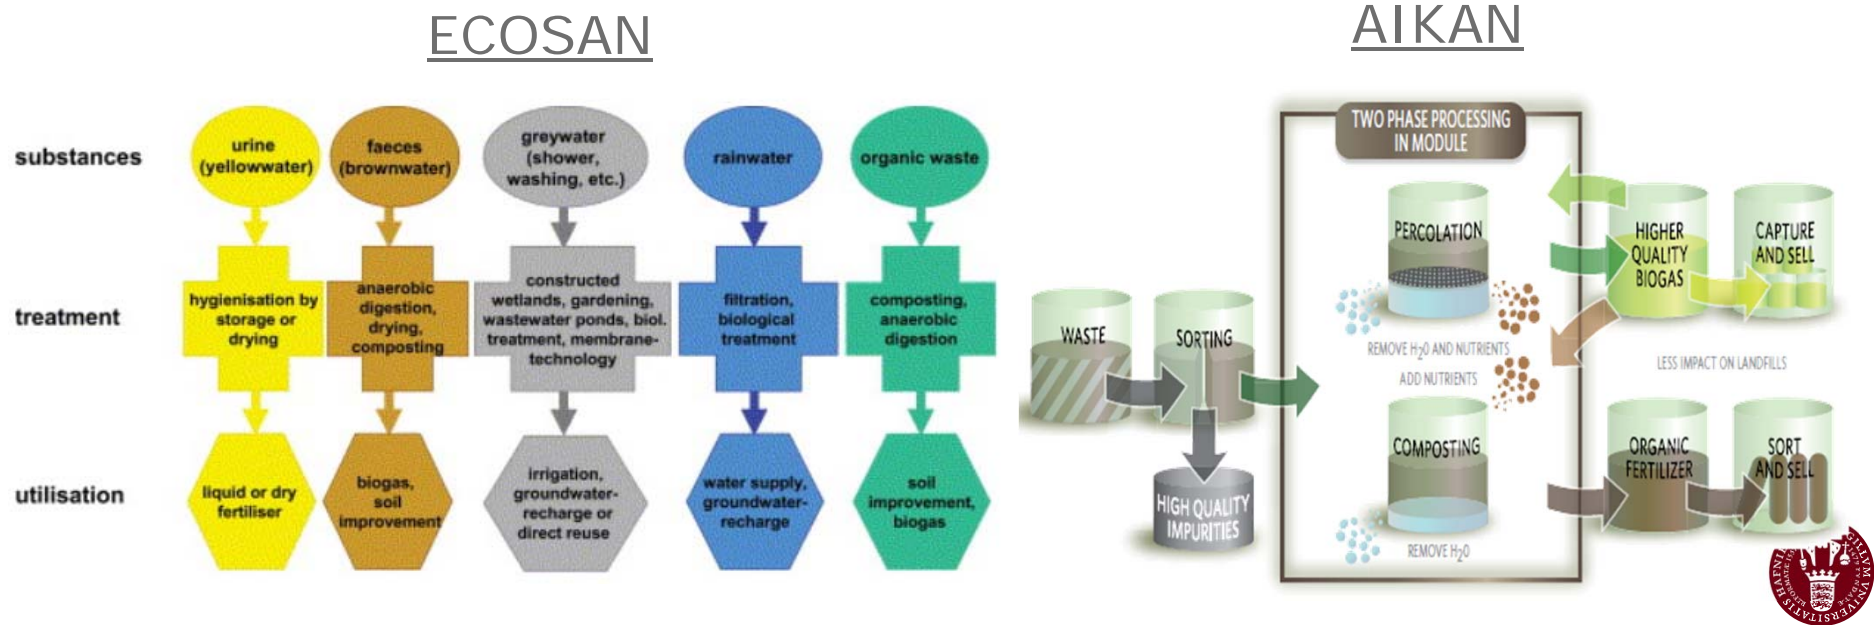 ECOSAN
substances
urine
(yellowwater)
faeces
(brownwater)
greywater
(shower,
washing, etc.)
rainwater
organic waste
treatment
hygienisation by
storage or
drying
anaerobic
digestion,
drying,
composting
constructed
wetlands, gardening,
wastewater ponds, biol.
treatment, membrane-
technology
filtration,
biological
treatment
composting,
anaerobic
digestion
utilisation
liquid or dry
fertiliser
biogas,
soil
improvement
irrigation,
groundwater-
recharge or
direct reuse
water supply,
groundwater-
recharge
soil
improvement,
biogas
AIKAN
TWO PHASE PROCESSING
IN MODULE
WASTE
SORTING
HIGH QUALITY
IMPURITIES
PERCOLATION
REMOVE H2O AND NUTRIENTS
ADD NUTRIENTS
COMPOSTING
REMOVE H2O
HIGHER
QUALITY
BIOGAS
CAPTURE
AND SELL
LESS IMPACT ON LANDFILLS
ORGANIC
FERTILIZER
SORT
AND SELL